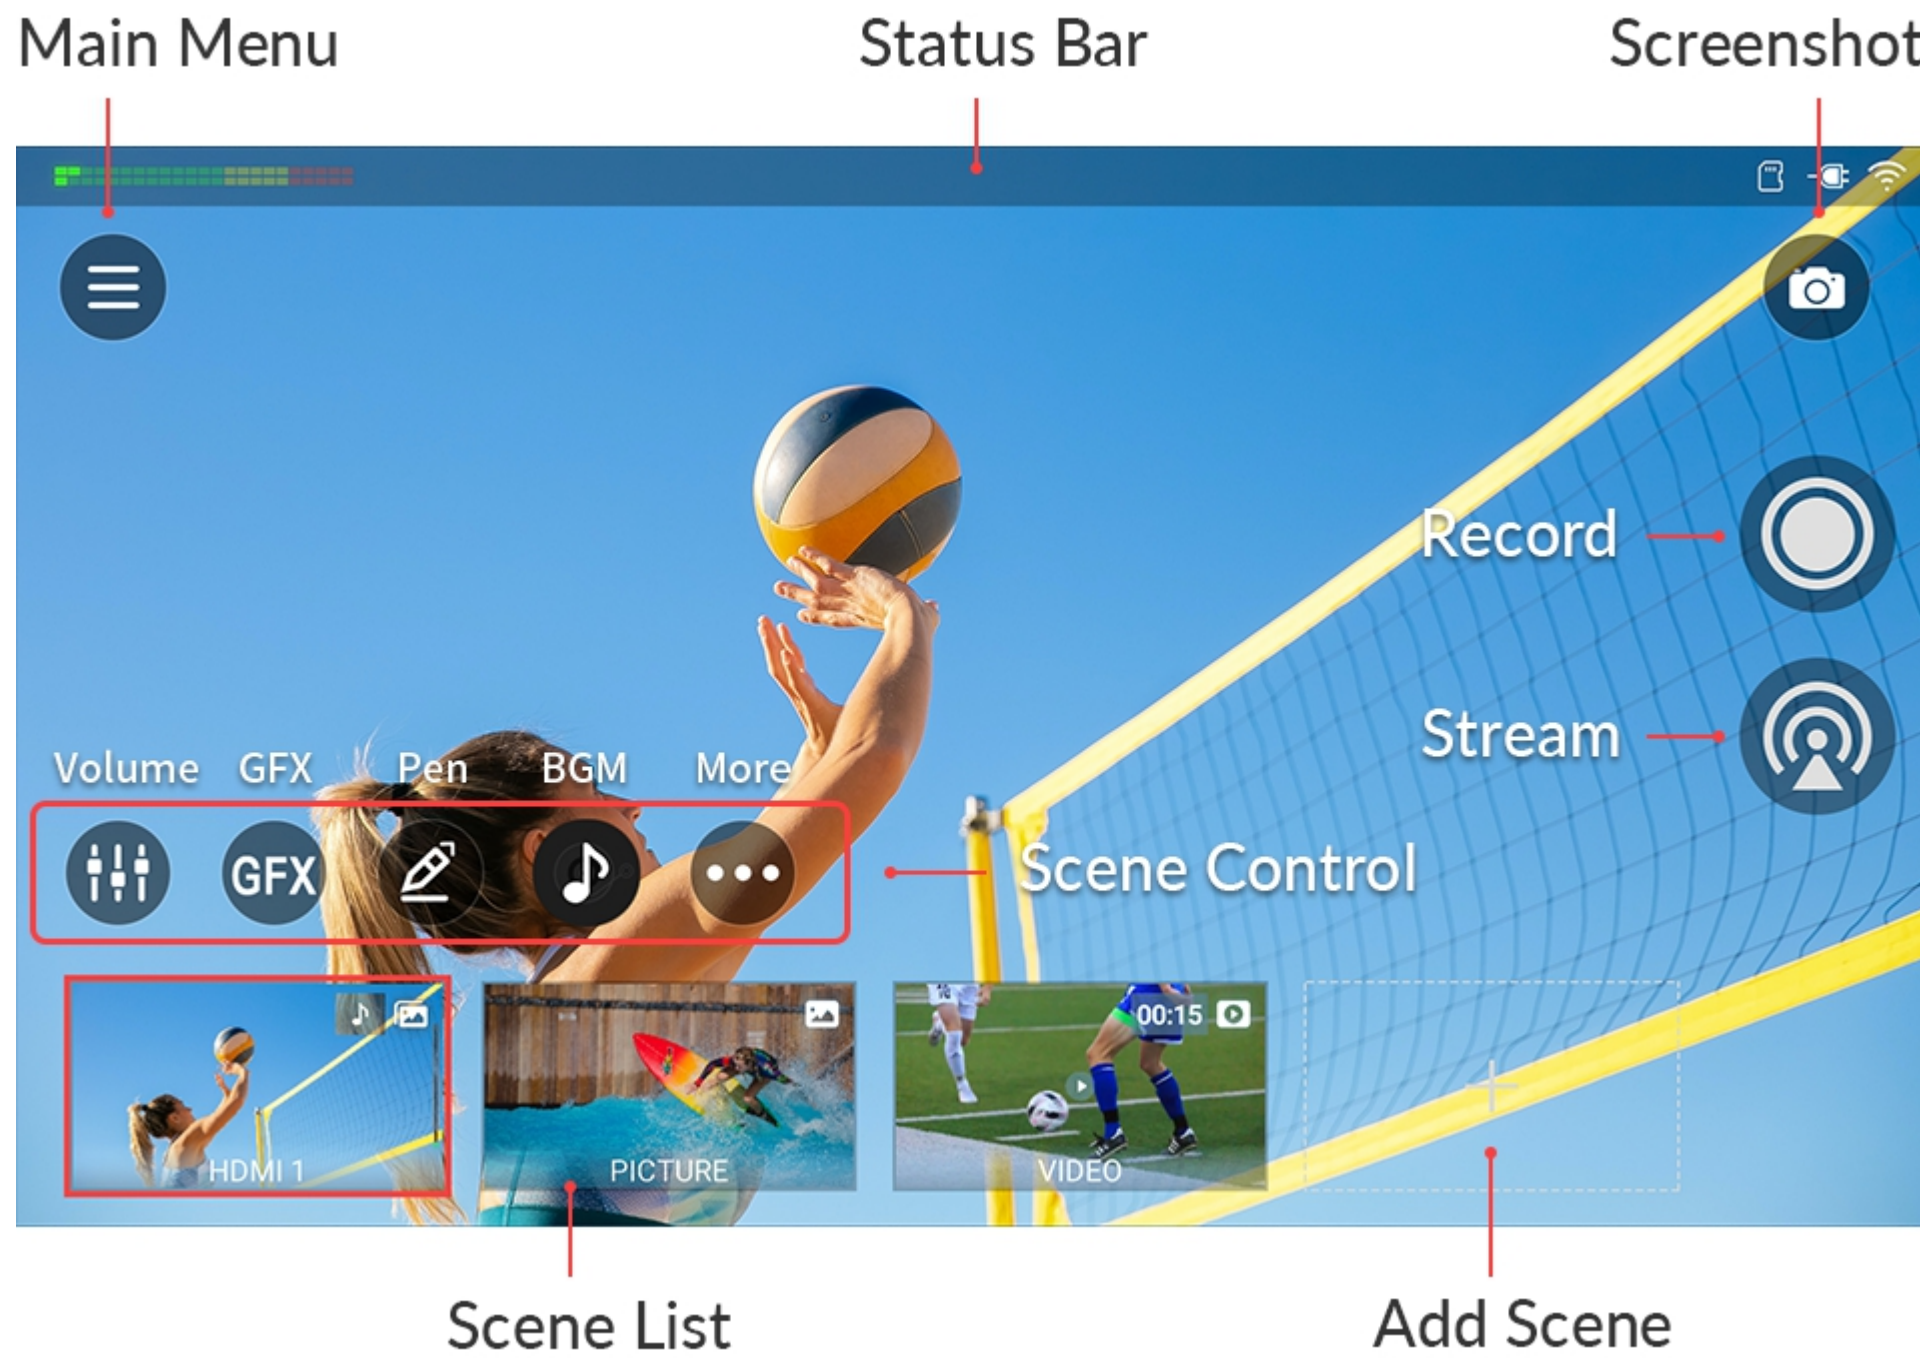 Main Menu
Status Bar
Screenshot
Record
Stream
Volume GFX Pen BGM More
GFX
Scene Control
00:15
HDMI 1
PICTURE
VIDEO
Scene List
Add Scene